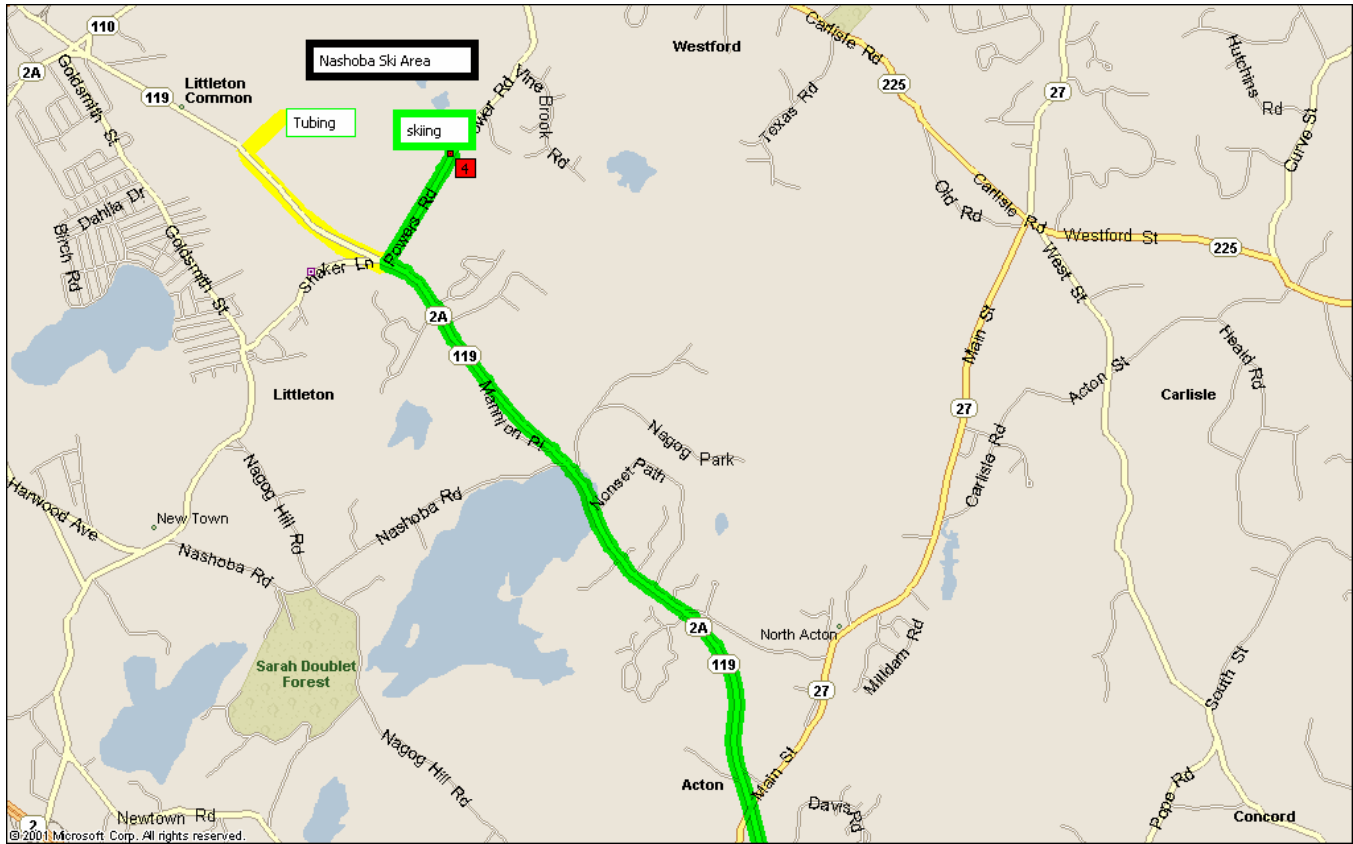 110
Carlisle Rd
Nashoba Ski Area
Westford
Hutchins Rd
2A
Goldsmith St
Littleton
Common
Vine Brook Rd
225
27
119
Texas Rd
Tubing
skiing
Power Rd
Curve St
4
Old Rd
Carlisle Rd
Dahlia Dr
Birch Rd
Powers Rd
Goldsmith St
Westford St
225
Shaker Ln
West St
2A
Main St
119
Heald Rd
Acton St
Littleton
Carlisle
Mannion Pl
27
Nagog Park
Carlisle Rd
Nonset Path
Nagog Hill Rd
Harwood Ave
New Town
Nashoba Rd
Nashoba Rd
2A
North Acton
Milldam Rd
Sarah Doublet
Forest
119
27
South St
Nagog Hill Rd
Main St
Acton
Pope Rd
Davis Rd
Newtown Rd
Concord
2
© 2001 Microsoft Corp. All rights reserved.